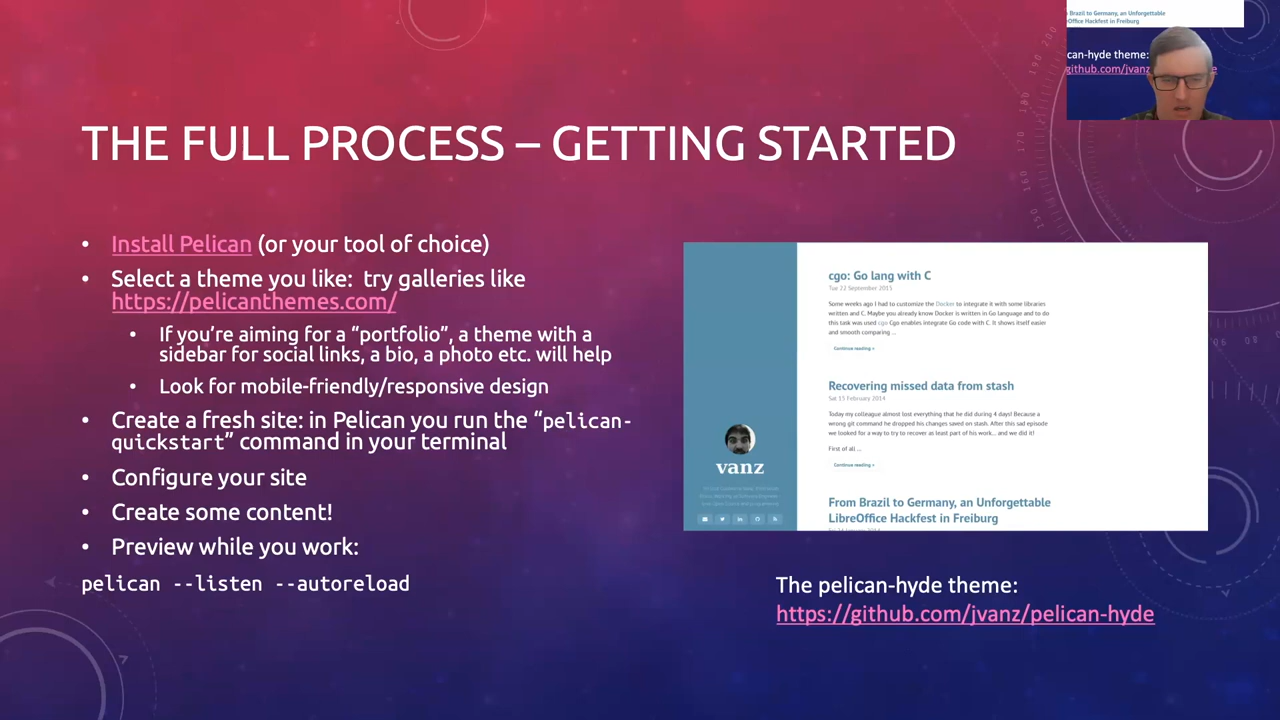 Brazil to Germany, an Unforgettable
Office Hackfest in Freiburg
can-hyde theme:
github.com/jvanz
THE FULL PROCESS – GETTING STARTED
• Install Pelican (or your tool of choice)
• Select a theme you like: try galleries like
https://pelicanthemes.com/
• If you’re aiming for a “portfolio”, a theme with a
sidebar for social links, a bio, a photo etc. will help
• Look for mobile-friendly/responsive design
• Create a fresh site: in Pelican you run the “pelican-
quickstart” command in your terminal
• Configure your site
• Create some content!
• Preview while you work:
pelican --listen --autoreload
vanz
cgo: Go lang with C
Tue 22 September 2015
Some weeks ago I had to customize the Docker to integrate it with some libraries
written and C. Maybe you already know Docker is written in Go language and to do
this task was used cgo Cgo enables integrate Go code with C. It shows itself easier
and smooth comparing ...
Continue reading »
Recovering missed data from stash
Sat 15 February 2014
Today my colleague almost lost everything that he did during 4 days! Because a
wrong git command he dropped his changes saved on stash. After this sad episode
we looked for a way to try to recover as least part of his work... and we did it!
First of all ...
Continue reading »
From Brazil to Germany, an Unforgettable
LibreOffice Hackfest in Freiburg
The pelican-hyde theme:
https://github.com/jvanz/pelican-hyde
200
190
170
160
150